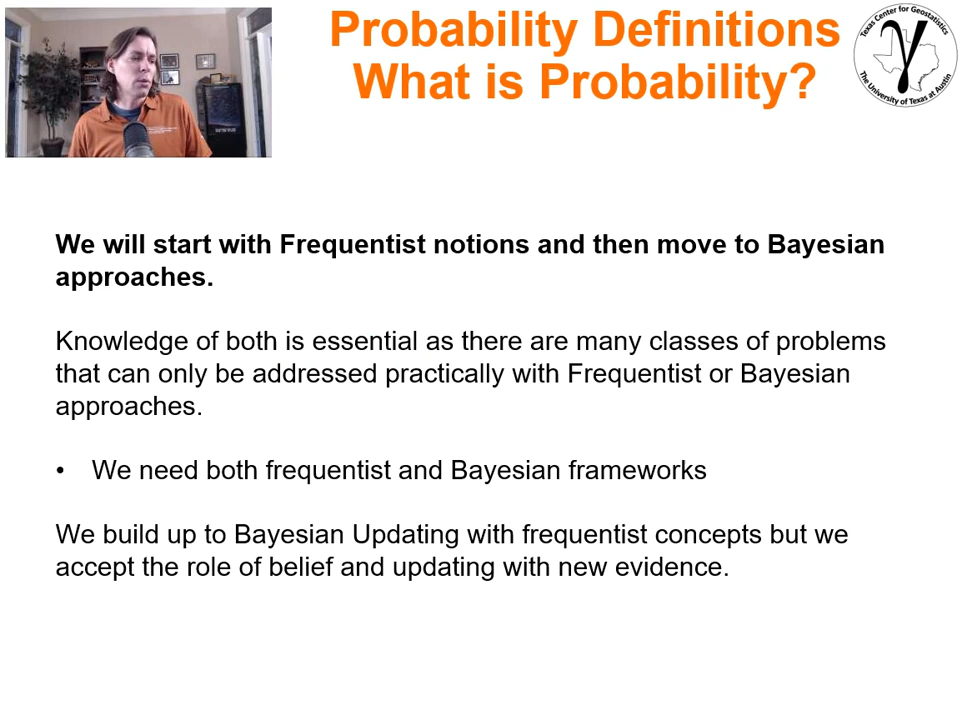 Probability Definitions
What is Probability?
Texas Center for Geostatistics
The University of Texas at Austin
We will start with Frequentist notions and then move to Bayesian
approaches.
Knowledge of both is essential as there are many classes of problems
that can only be addressed practically with Frequentist or Bayesian
approaches.
• We need both frequentist and Bayesian frameworks
We build up to Bayesian Updating with frequentist concepts but we
accept the role of belief and updating with new evidence.